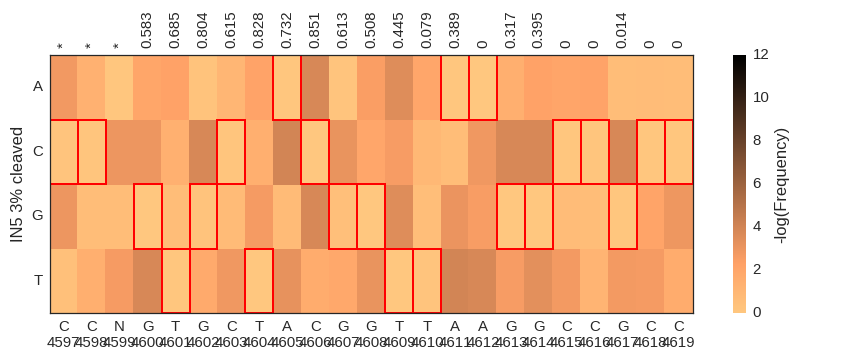 * * * 0.583 0.685 0.804 0.615 0.828 0.732 0.851 0.613 0.508 0.445 0.079 0.389 0 0.317 0.395 0 0 0.014 0 0
IN5 3% cleaved
A
C
G
T
C C N G T G C T A C G G T T A A G G C C G C C
4597 4598 4599 4600 4601 4602 4603 4604 4605 4606 4607 4608 4609 4610 4611 4612 4613 4614 4615 4616 4617 4618 4619
12
10
8
6
4
2
0
-log(Frequency)